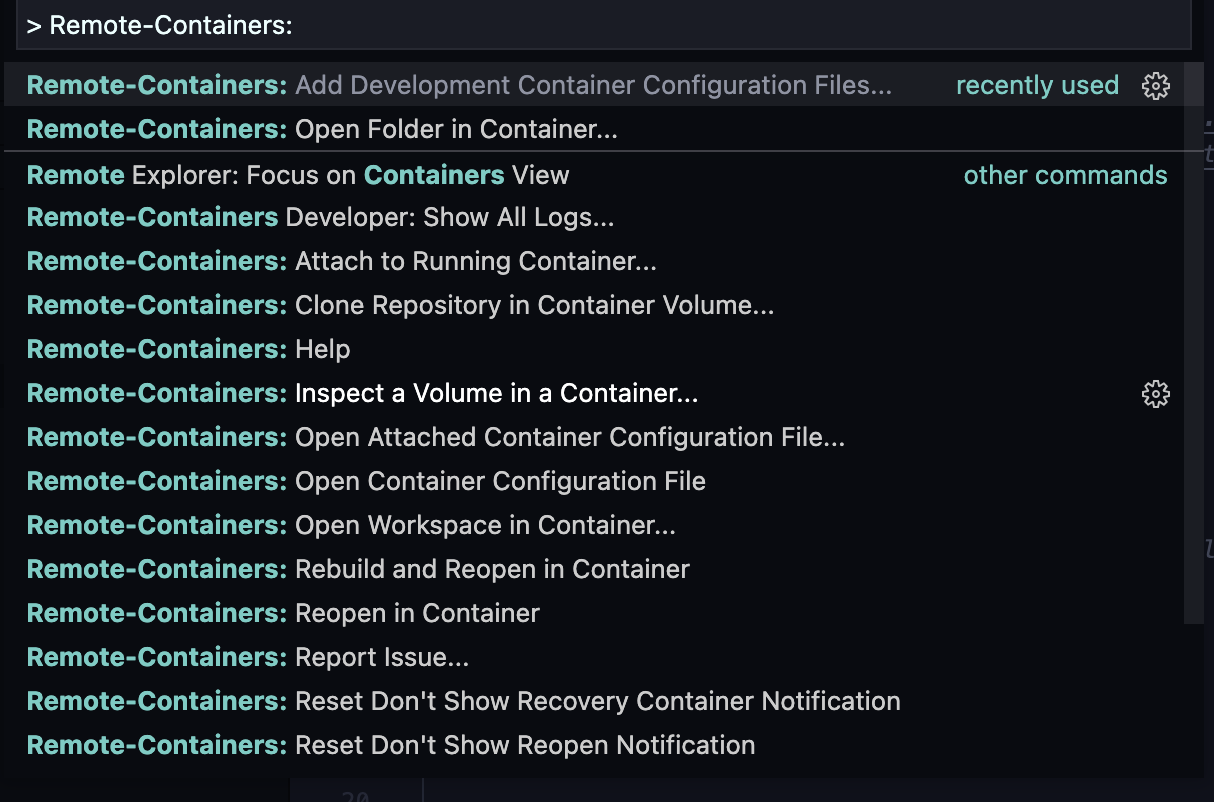 > Remote-Containers:
Remote-Containers: Add Development Container Configuration Files... recently used
Remote-Containers: Open Folder in Container...
Remote Explorer: Focus on Containers View other commands
Remote-Containers Developer: Show All Logs...
Remote-Containers: Attach to Running Container...
Remote-Containers: Clone Repository in Container Volume...
Remote-Containers: Help
Remote-Containers: Inspect a Volume in a Container...
Remote-Containers: Open Attached Container Configuration File...
Remote-Containers: Open Container Configuration File
Remote-Containers: Open Workspace in Container...
Remote-Containers: Rebuild and Reopen in Container
Remote-Containers: Reopen in Container
Remote-Containers: Report Issue...
Remote-Containers: Reset Don't Show Recovery Container Notification
Remote-Containers: Reset Don't Show Reopen Notification